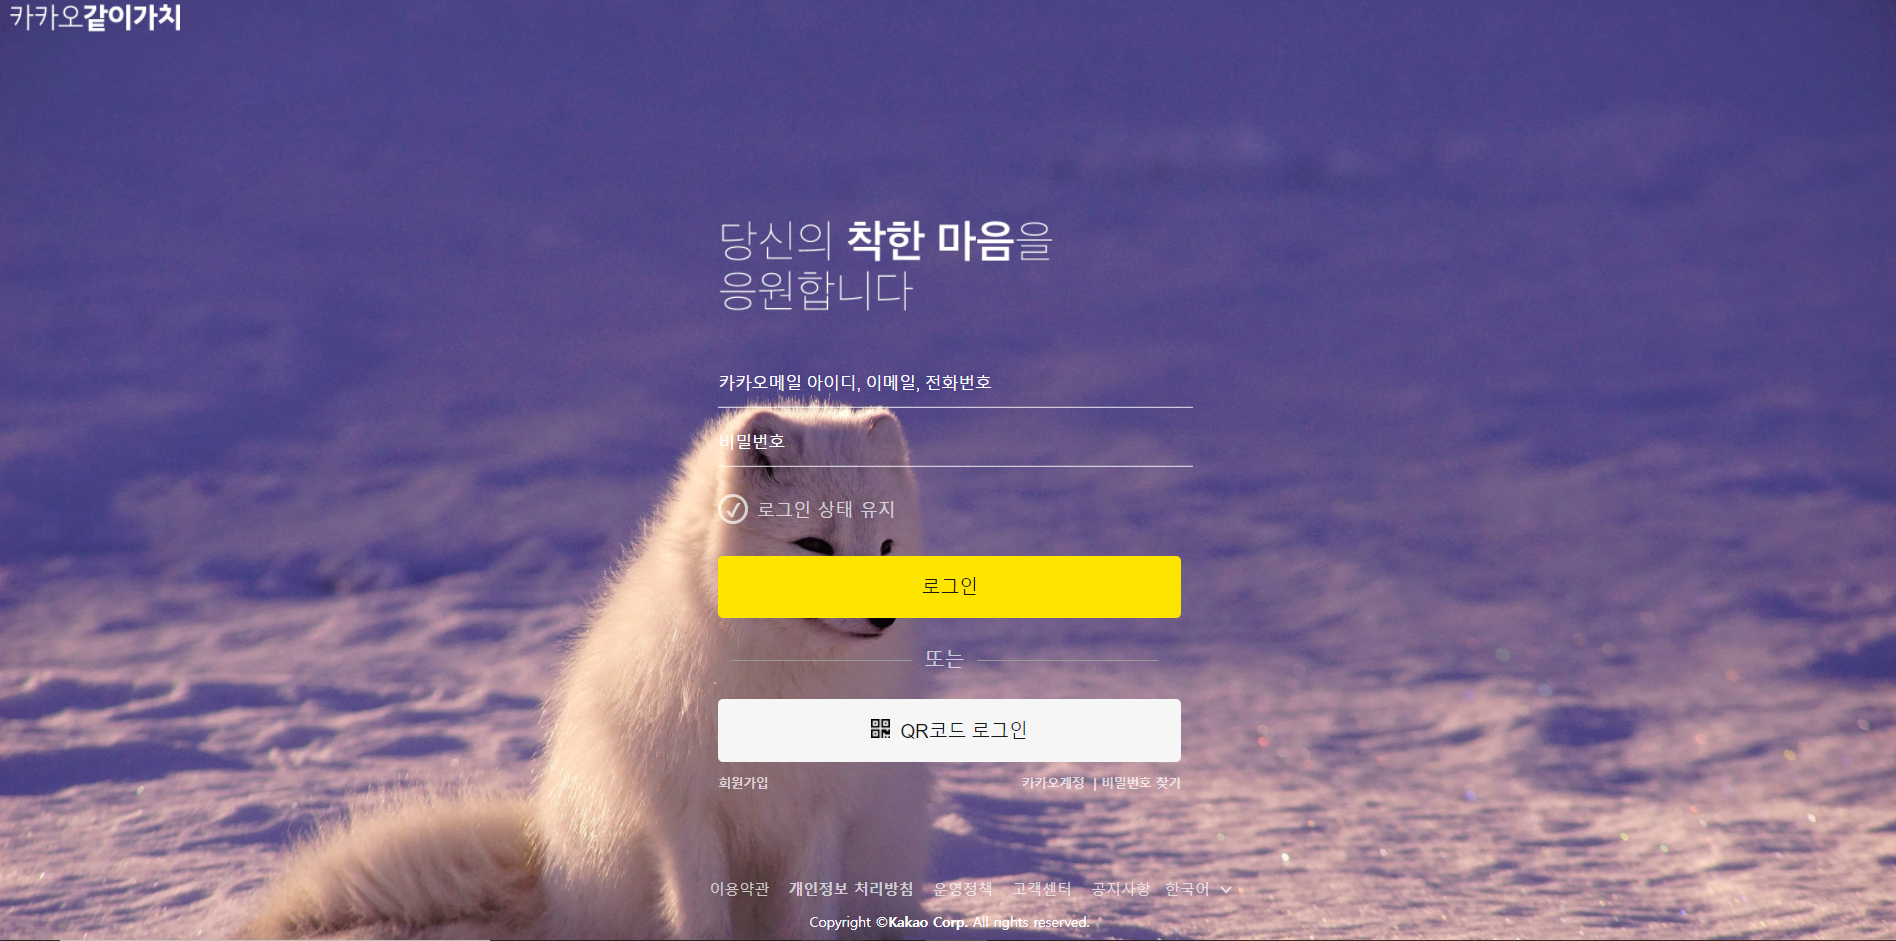 카카오같이가치
당신의 착한 마음을
응원합니다
카카오메일 아이디, 이메일, 전화번호
비밀번호
로그인 상태 유지
로그인
또는
QR코드 로그인
회원가입 카카오계정 | 비밀번호 찾기
이용약관 개인정보 처리방침 운영정책 고객센터 공지사항 한국어
Copyright ©Kakao Corp. All rights reserved.